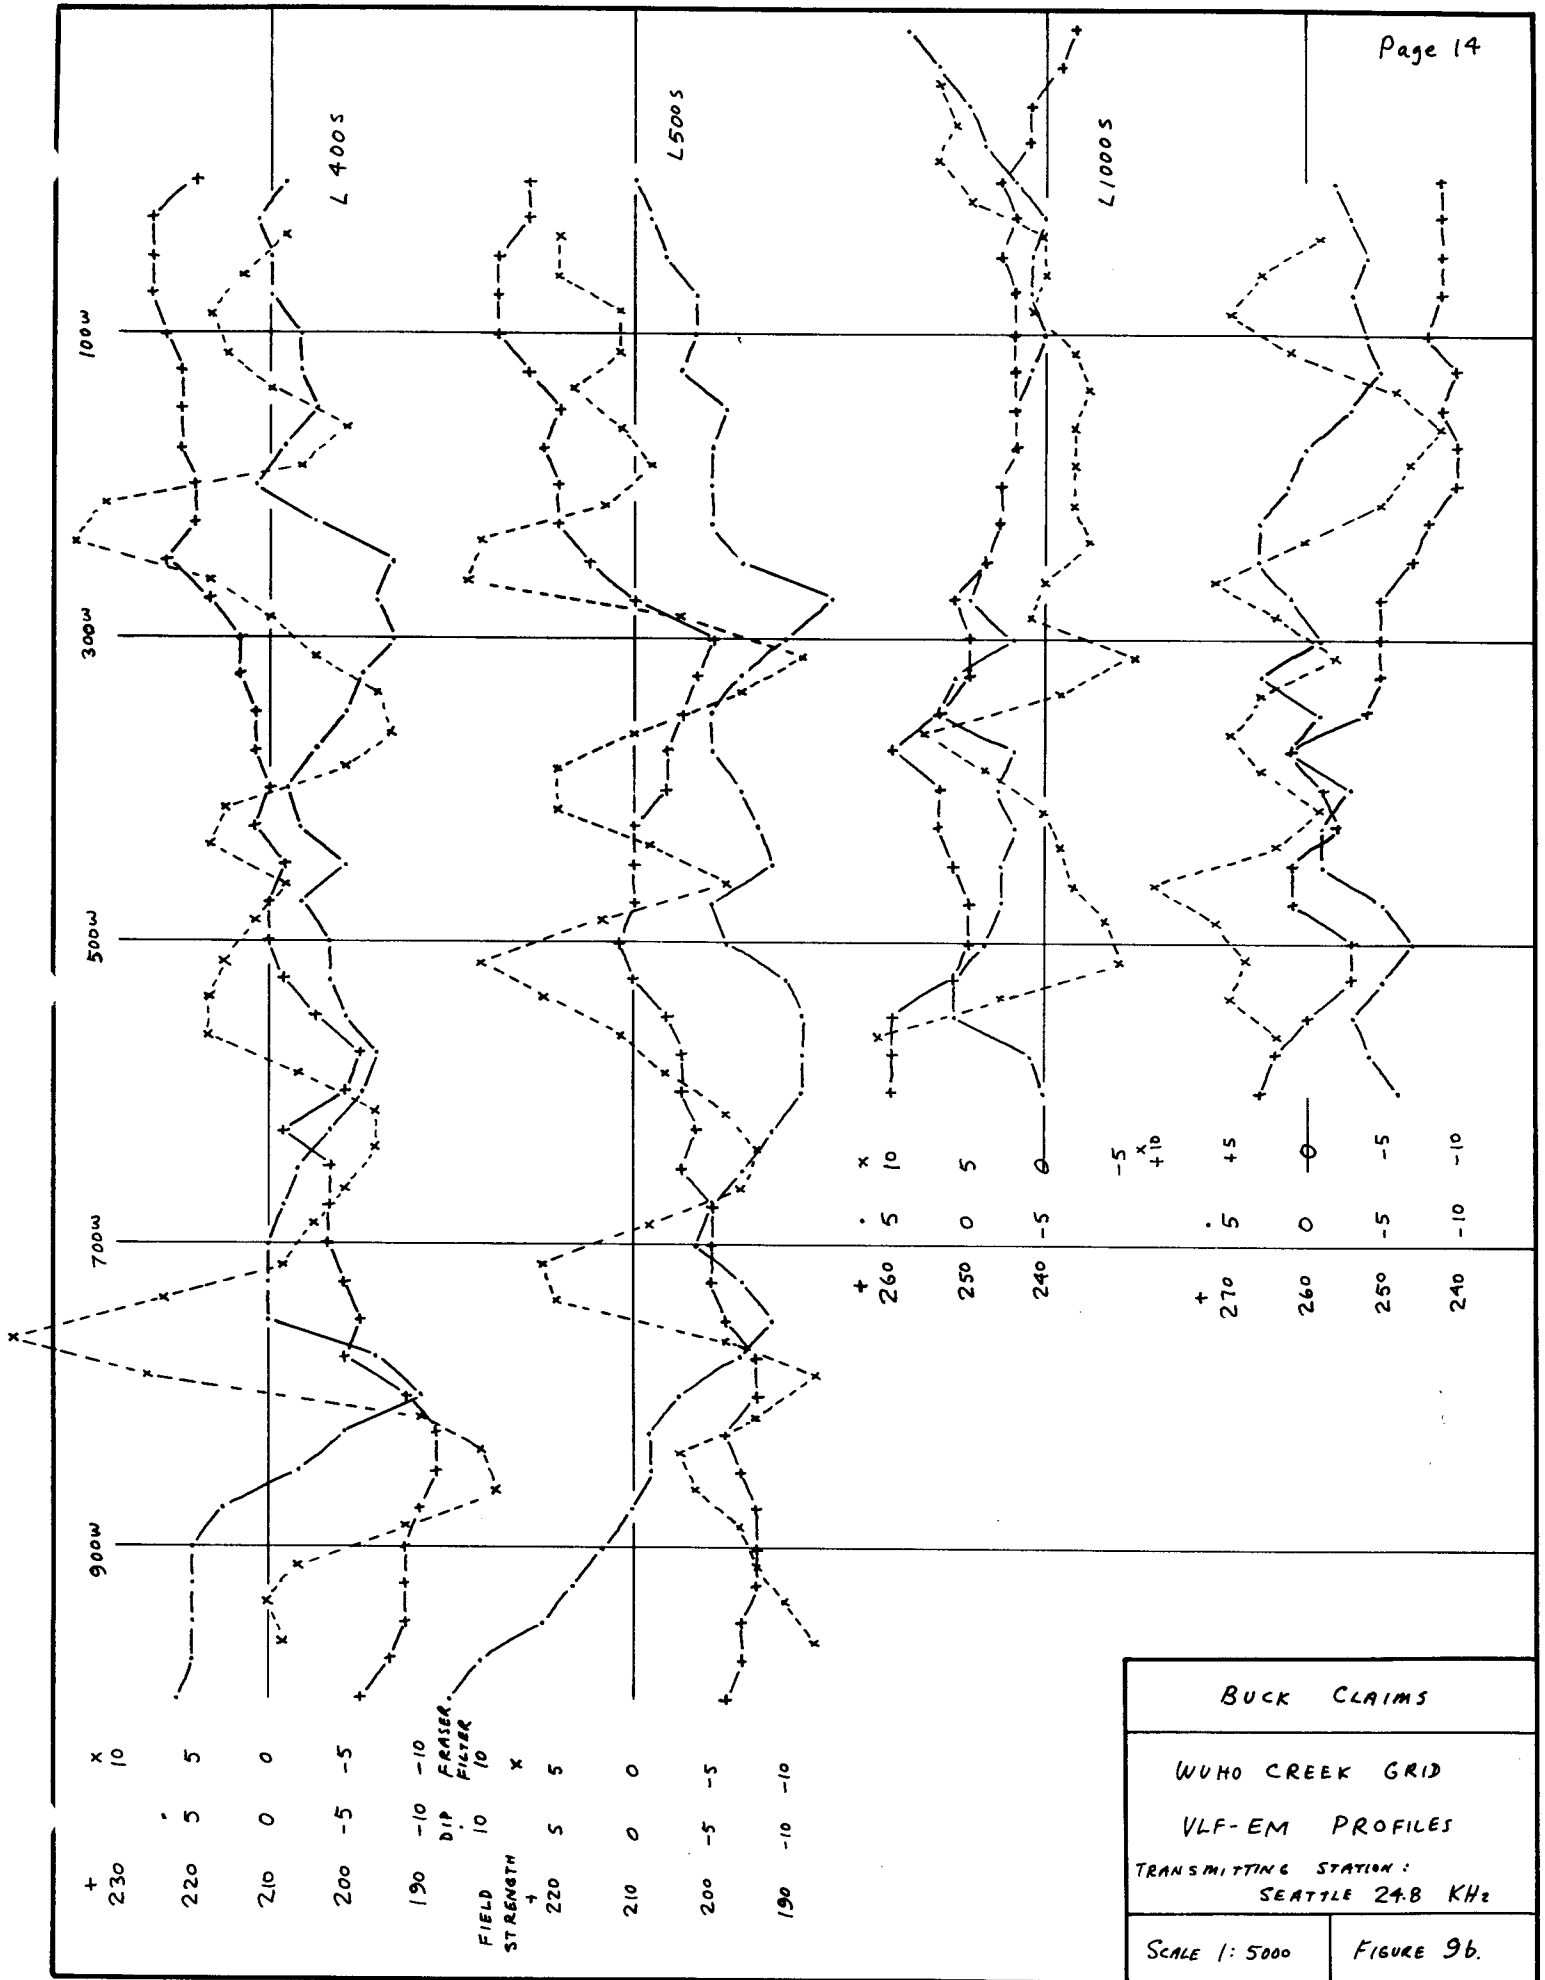 Page 14
L 400 S
L 500 S
L 1000 S
100W
300W
500W
700W
900W
x 10 5 0 -5 -10
. 5 0 -5 -10
+ 230 220 210 200 190
FRASER FILTER
10 x 5 0 -5 -10
DIP
. 10 5 0 -5 -10
FIELD STRENGTH
+ 220 210 200 190
x 10 5 0 -5
. 5 0 -5
+ 260 250 240
x +10 +5 0 -5 -10
. 5 0 -5 -10
+ 270 260 250 240
BUCK CLAIMS
WUHO CREEK GRID
VLF-EM PROFILES
TRANSMITTING STATION:
SEATTLE 24.8 KHz
SCALE 1:5000
FIGURE 9b.